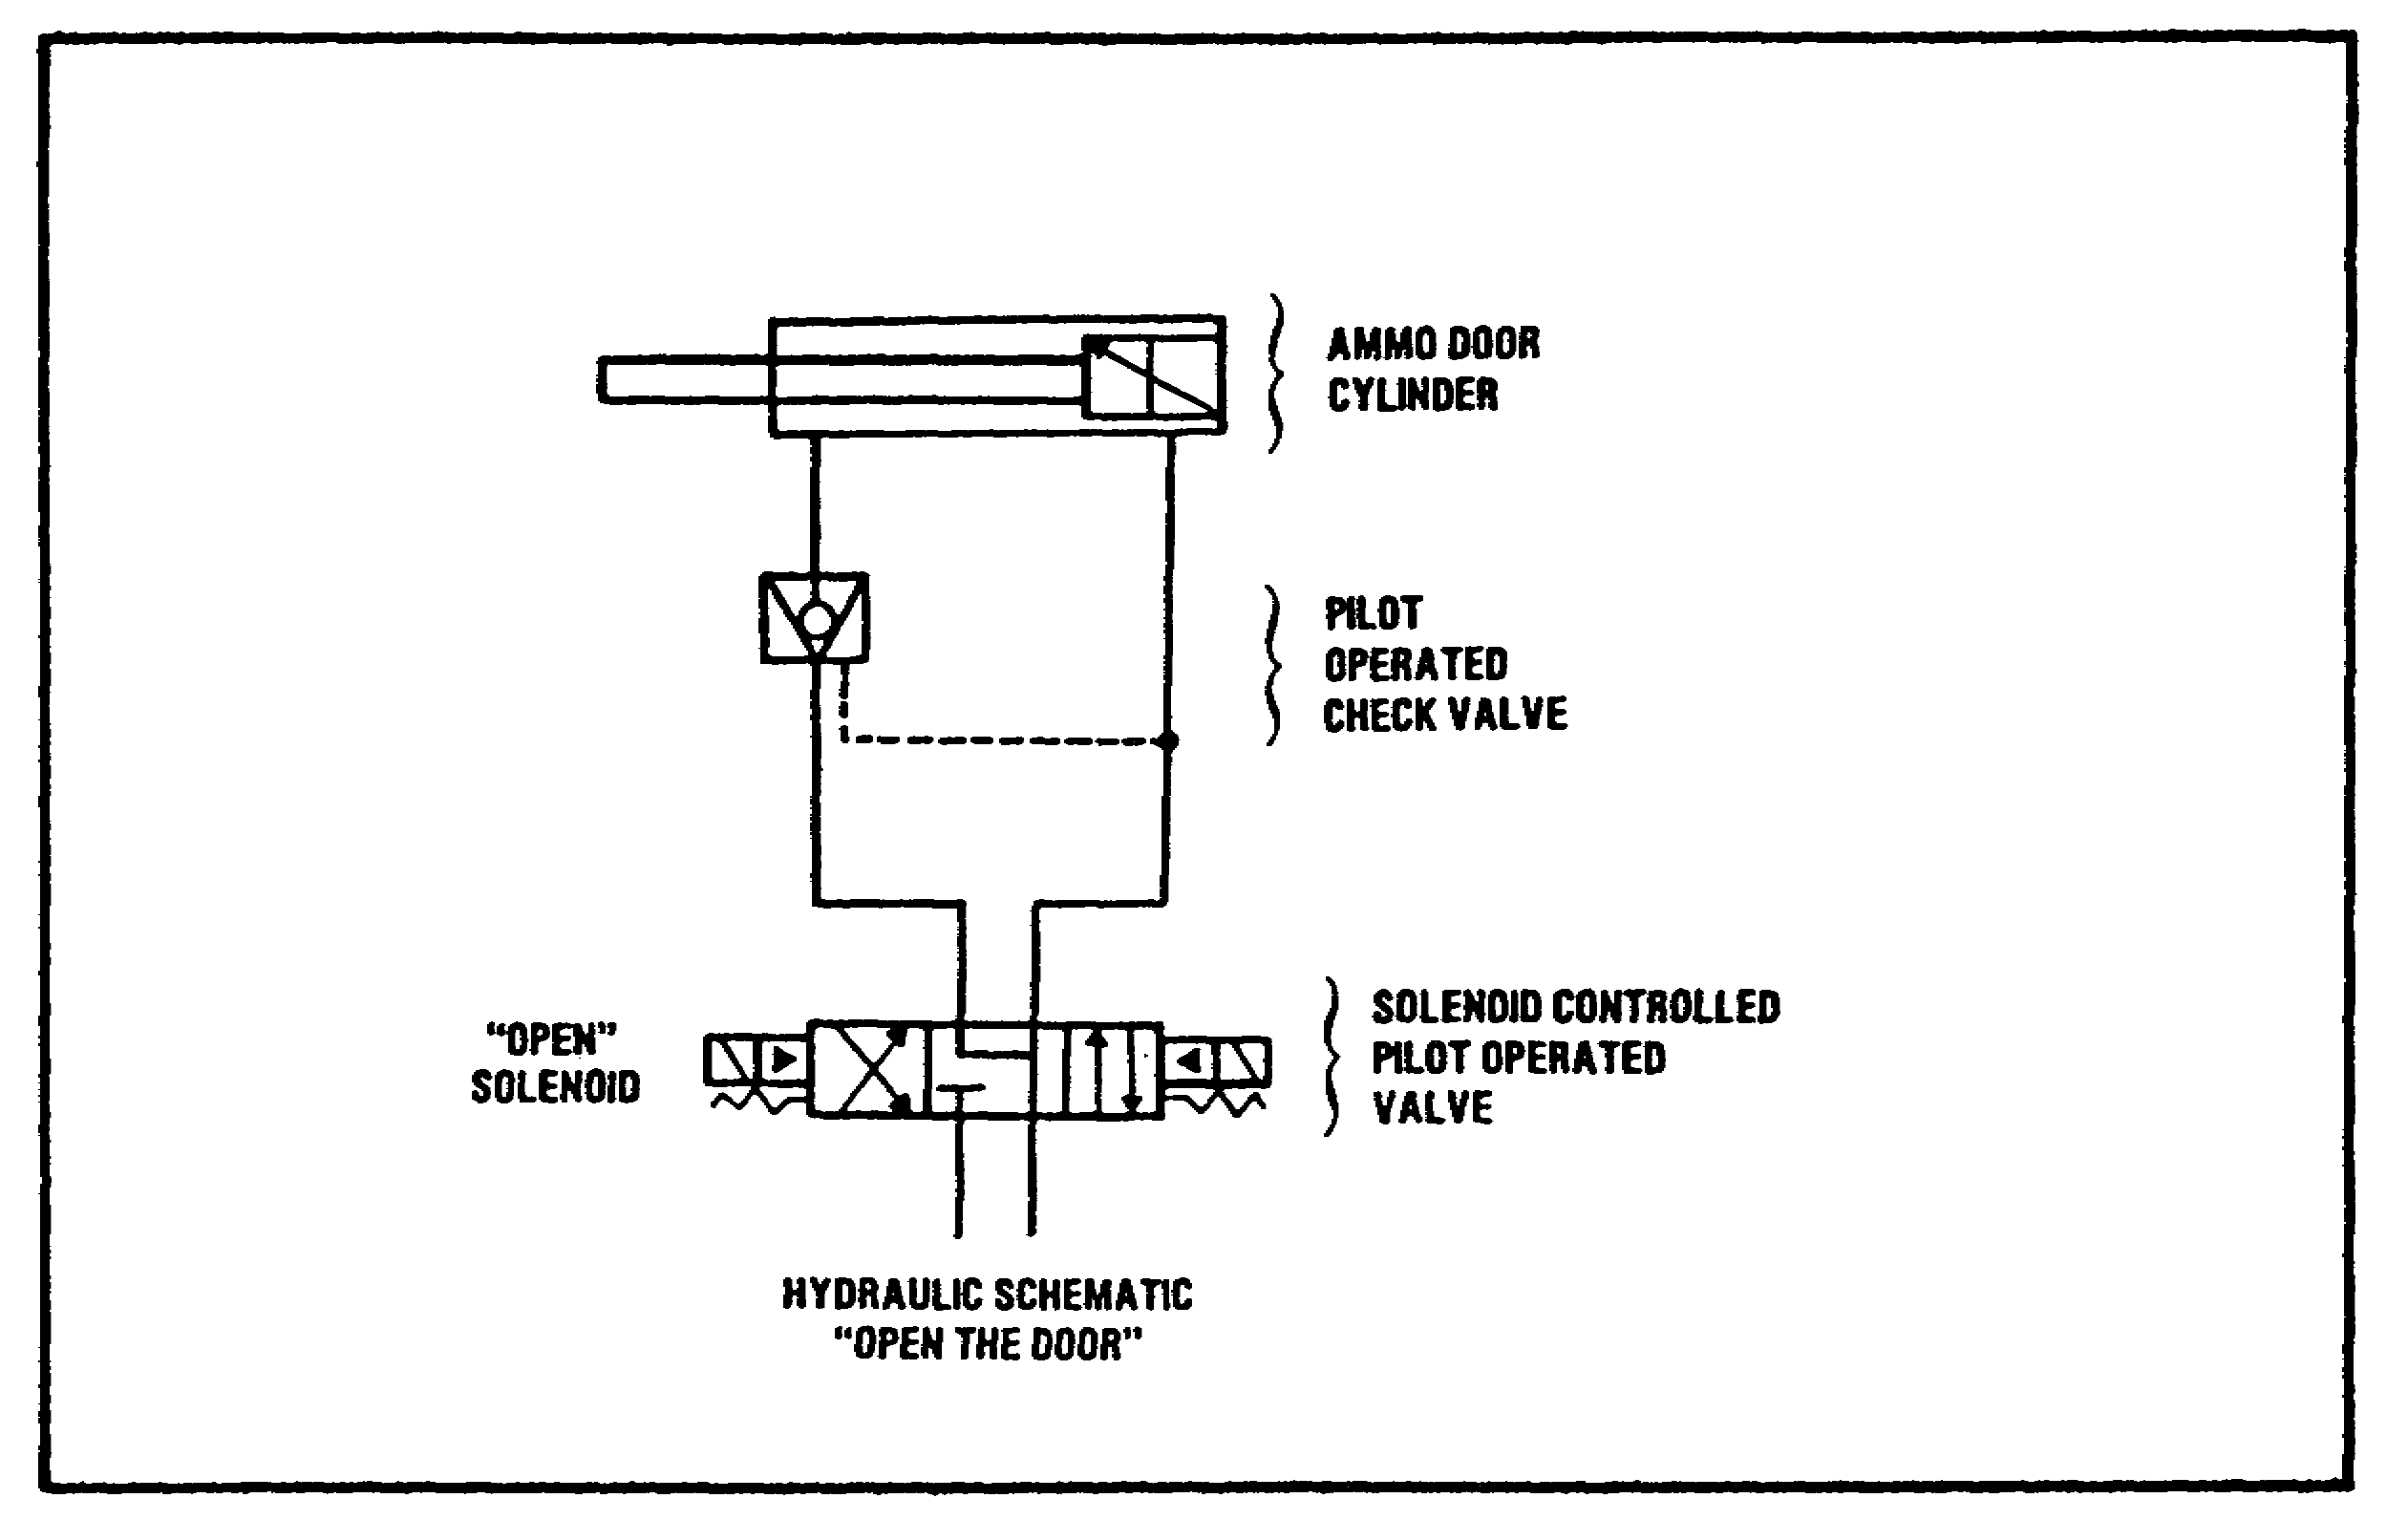 AMMO DOOR
CYLINDER
PILOT
OPERATED
CHECK VALVE
"OPEN"
SOLENOID
SOLENOID CONTROLLED
PILOT OPERATED
VALVE
HYDRAULIC SCHEMATIC
"OPEN THE DOOR"